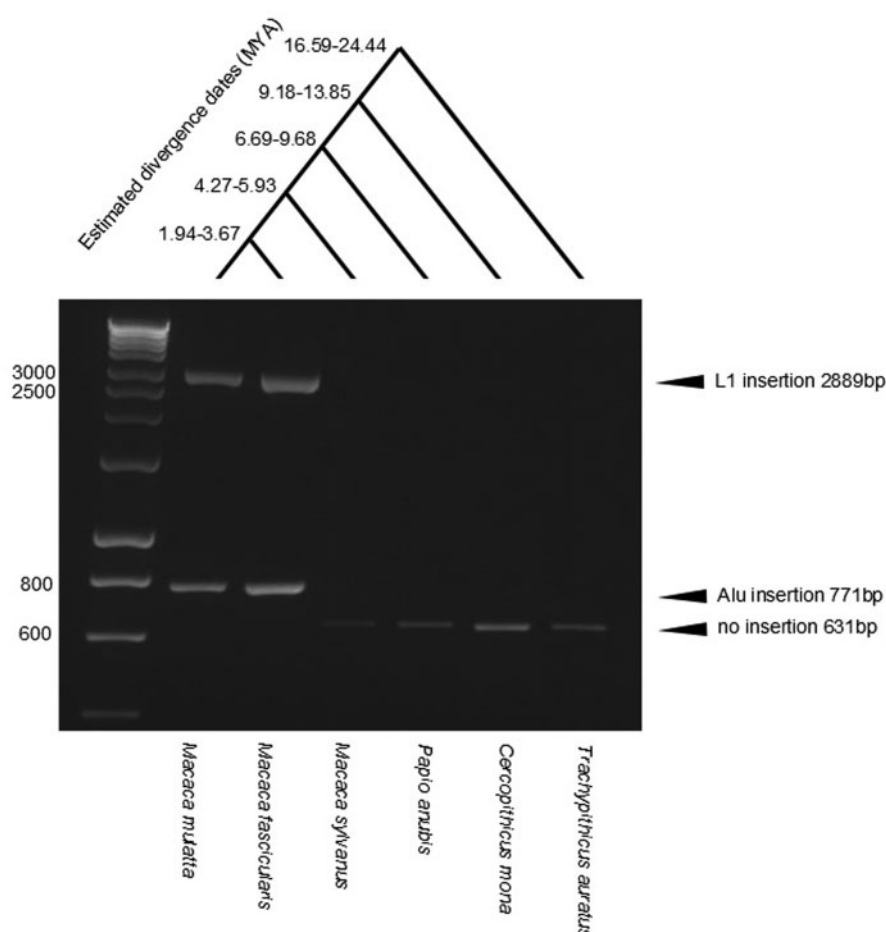 Estimated divergence dates (MYA)
16.59-24.44
9.18-13.85
6.69-9.68
4.27-5.93
1.94-3.67
3000
2500
800
600
L1 insertion 2889bp
Alu insertion 771bp
no insertion 631bp
Macaca mulatta
Macaca fascicularis
Macaca sylvanus
Papio anubis
Cercopithicus mona
Trachypithicus auratus